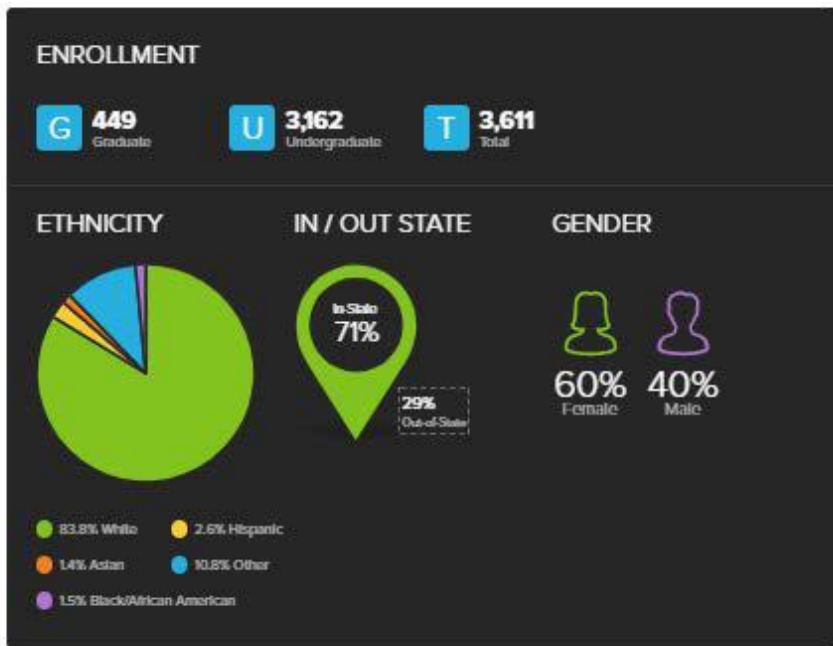 ENROLLMENT
G 449 Graduate
U 3,162 Undergraduate
T 3,611 Total
ETHNICITY
83.8% White
2.6% Hispanic
1.4% Asian
10.8% Other
1.5% Black/African American
IN / OUT STATE
In-State
71%
29%
Out-of-State
GENDER
60%
Female
40%
Male